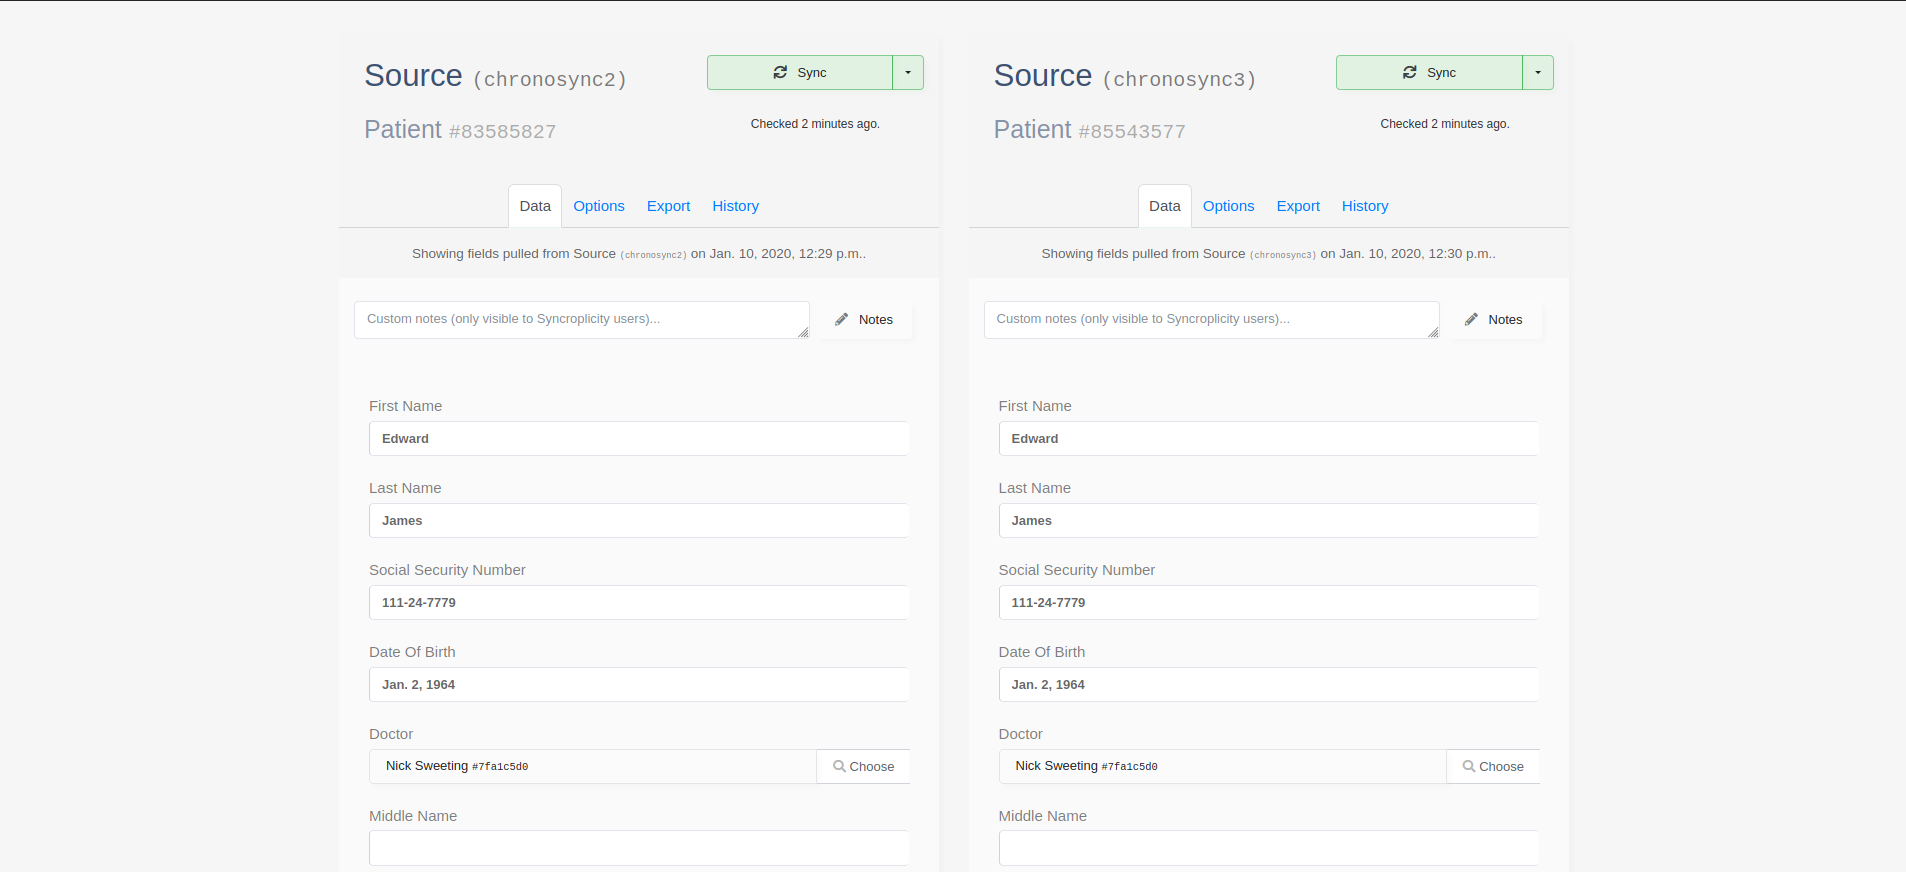 Source (chronosync2)
Sync
Patient #83585827
Checked 2 minutes ago.
Data Options Export History
Showing fields pulled from Source (chronosync2) on Jan. 10, 2020, 12:29 p.m..
Custom notes (only visible to Syncroplicity users)...
Notes
First Name
Edward
Last Name
James
Social Security Number
111-24-7779
Date Of Birth
Jan. 2, 1964
Doctor
Nick Sweeting #7fa1c5d0
Choose
Middle Name
Source (chronosync3)
Sync
Patient #85543577
Checked 2 minutes ago.
Data Options Export History
Showing fields pulled from Source (chronosync3) on Jan. 10, 2020, 12:30 p.m..
Custom notes (only visible to Syncroplicity users)...
Notes
First Name
Edward
Last Name
James
Social Security Number
111-24-7779
Date Of Birth
Jan. 2, 1964
Doctor
Nick Sweeting #7fa1c5d0
Choose
Middle Name